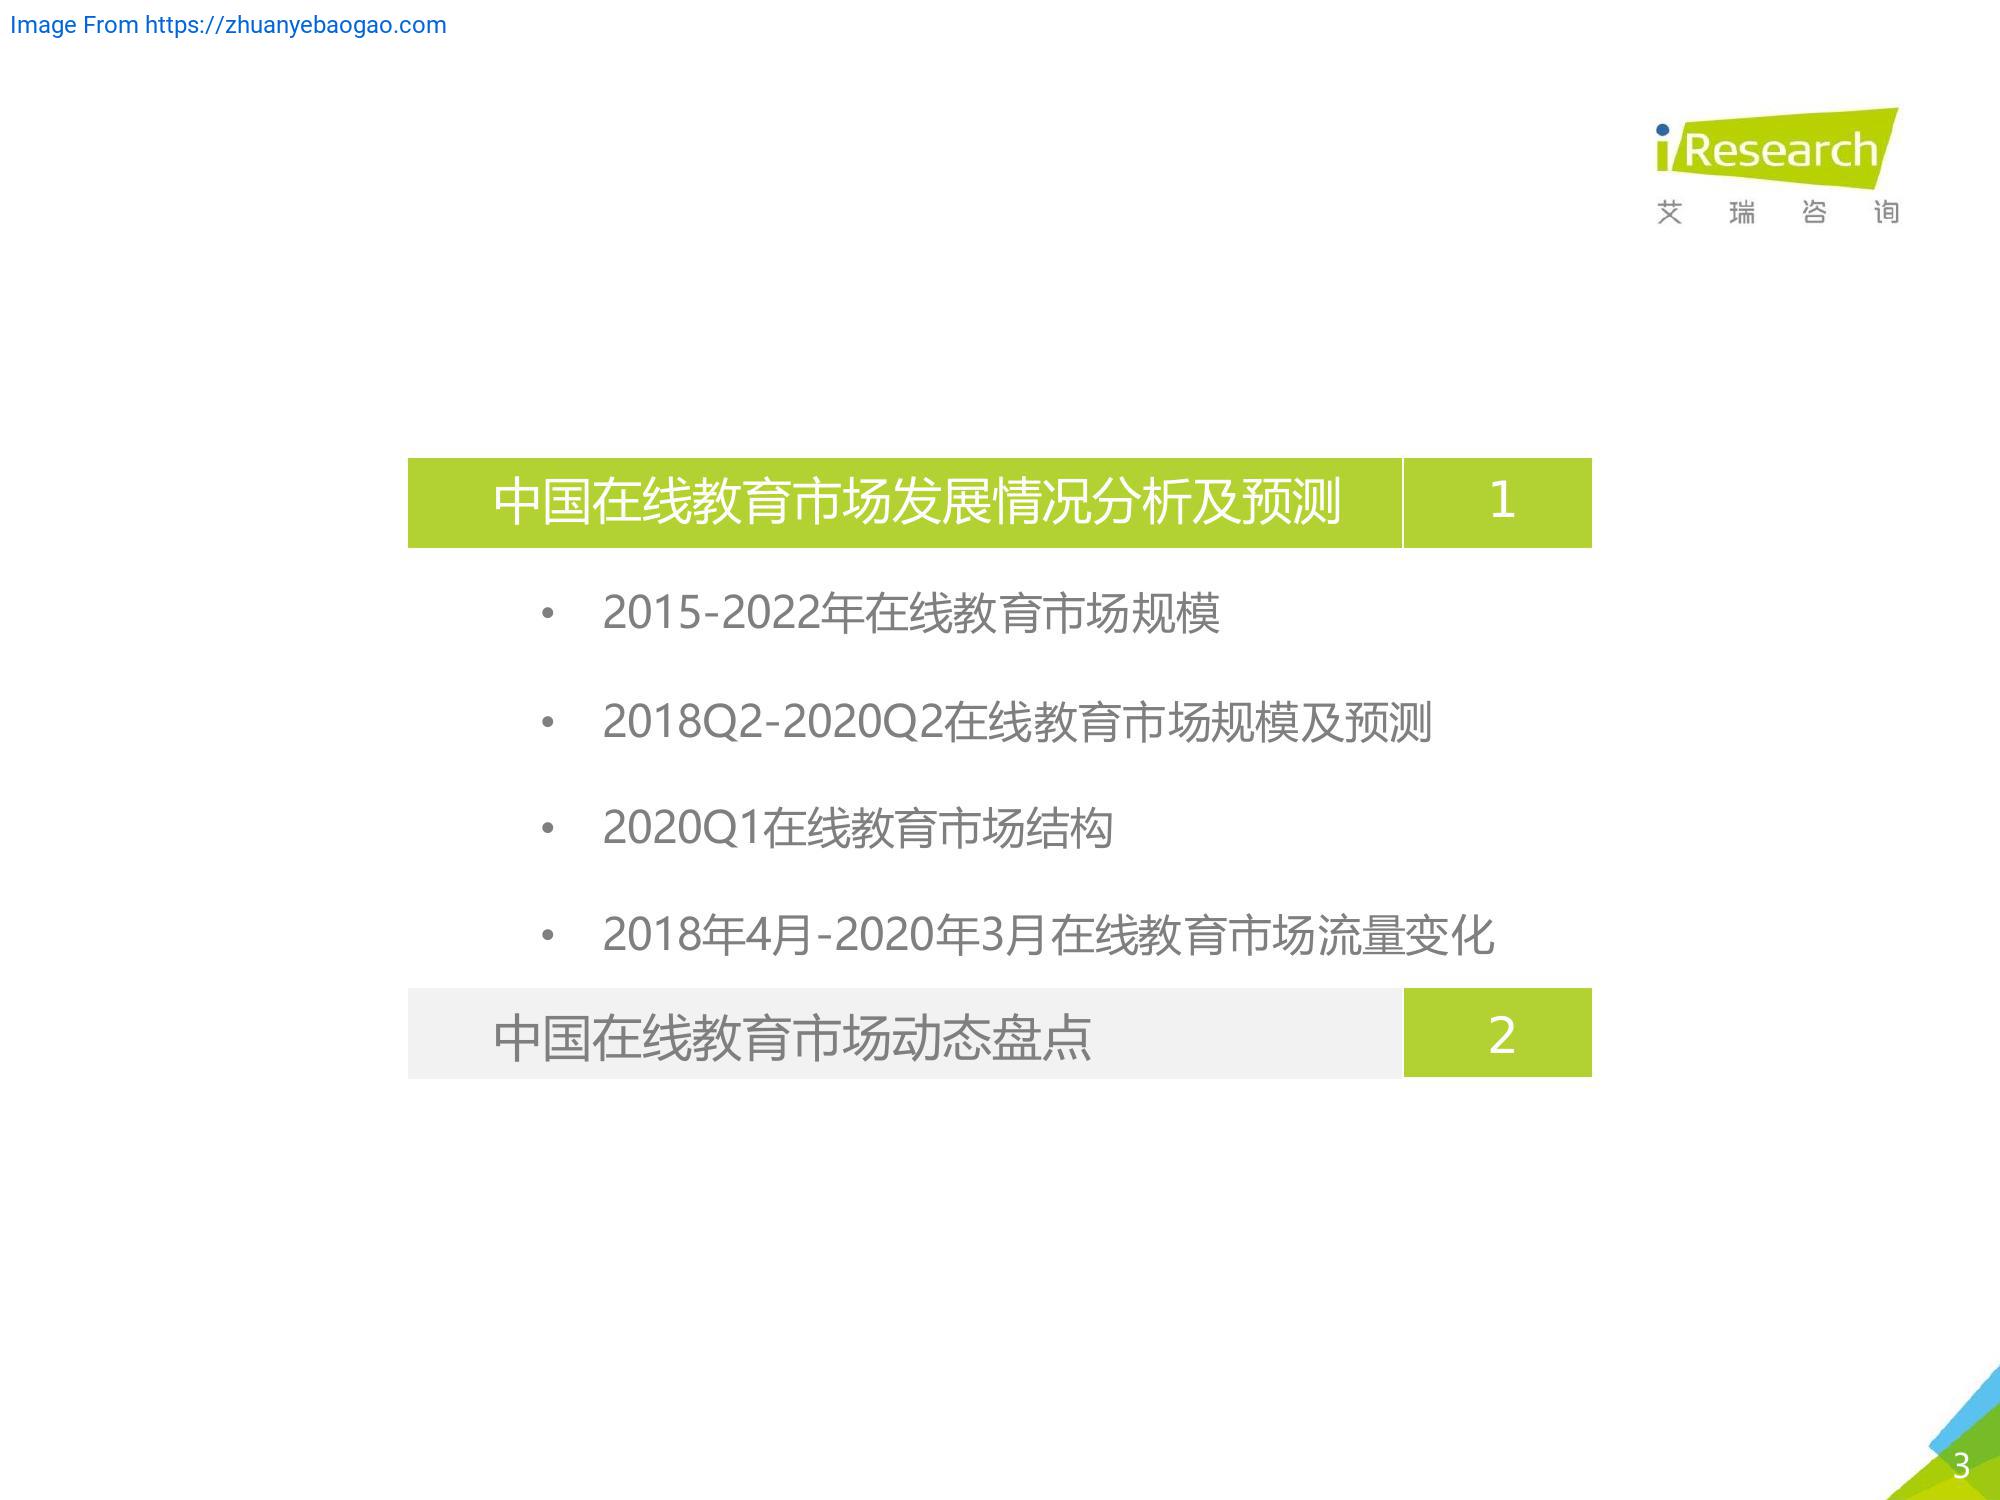 Image From https://zhuanyebaogao.com
iResearch
艾瑞咨询
中国在线教育市场发展情况分析及预测 1
• 2015-2022年在线教育市场规模
• 2018Q2-2020Q2在线教育市场规模及预测
• 2020Q1在线教育市场结构
• 2018年4月-2020年3月在线教育市场流量变化
中国在线教育市场动态盘点 2
3